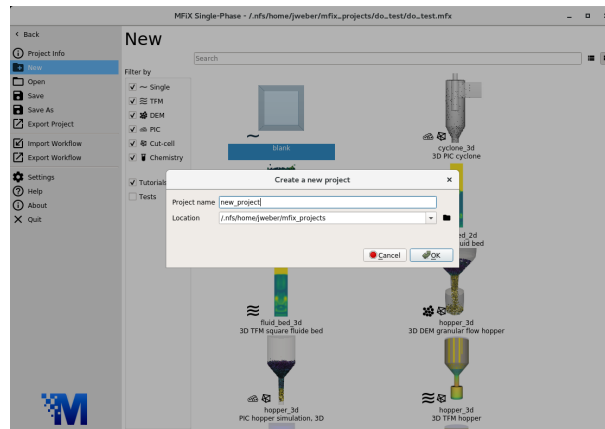 MFiX Single-Phase - /.nfs/home/jweber/mfix_projects/do_test/do_test.mfx
Back
New
Project Info
New
Open
Save
Save As
Export Project
Import Workflow
Export Workflow
Settings
Help
About
Quit
Search
Filter by
Single
TFM
DEM
PIC
Cut-cell
Chemistry
Tutorials
Tests
blank
cyclone_3d
3D PIC cyclone
Create a new project
Project name
new_project
Location
/.nfs/home/jweber/mfix_projects
Cancel
OK
fluid_bed_3d
3D TFM square fluide bed
hopper_3d
3D DEM granular flow hopper
hopper_3d
PIC hopper simulation, 3D
hopper_3d
3D TFM hopper
M